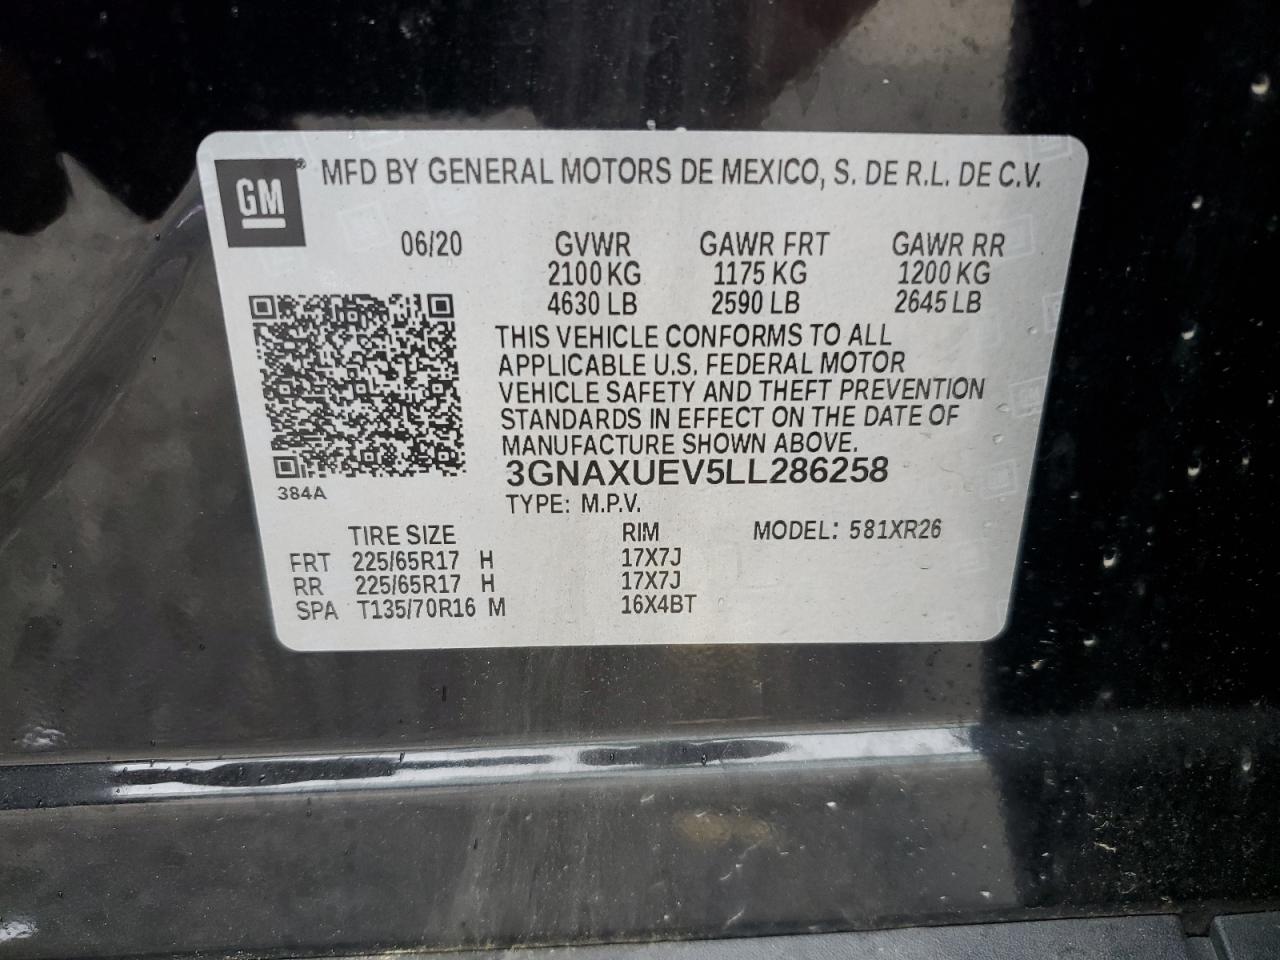 GM® MFD BY GENERAL MOTORS DE MEXICO, S. DE R.L. DE C.V.
06/20 GVWR GAWR FRT GAWR RR
2100 KG 1175 KG 1200 KG
4630 LB 2590 LB 2645 LB
THIS VEHICLE CONFORMS TO ALL
APPLICABLE U.S. FEDERAL MOTOR
VEHICLE SAFETY AND THEFT PREVENTION
STANDARDS IN EFFECT ON THE DATE OF
MANUFACTURE SHOWN ABOVE.
3GNAXUEV5LL286258
384A
TYPE: M.P.V.
TIRE SIZE RIM MODEL: 581XR26
FRT 225/65R17 H 17X7J
RR 225/65R17 H 17X7J
SPA T135/70R16 M 16X4BT